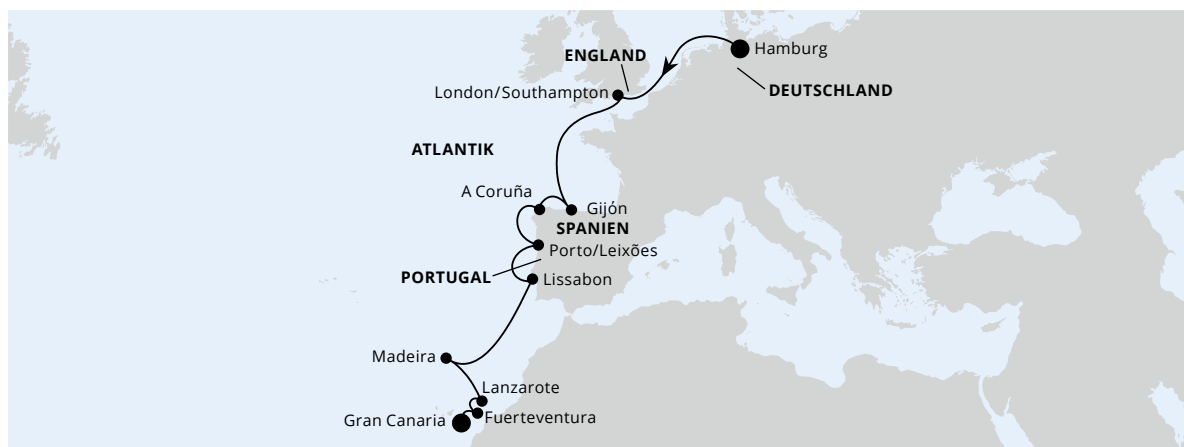 Hamburg
ENGLAND
DEUTSCHLAND
London/Southampton
ATLANTIK
A Coruña
Gijón
SPANIEN
Porto/Leixões
PORTUGAL
Lissabon
Madeira
Lanzarote
Fuerteventura
Gran Canaria